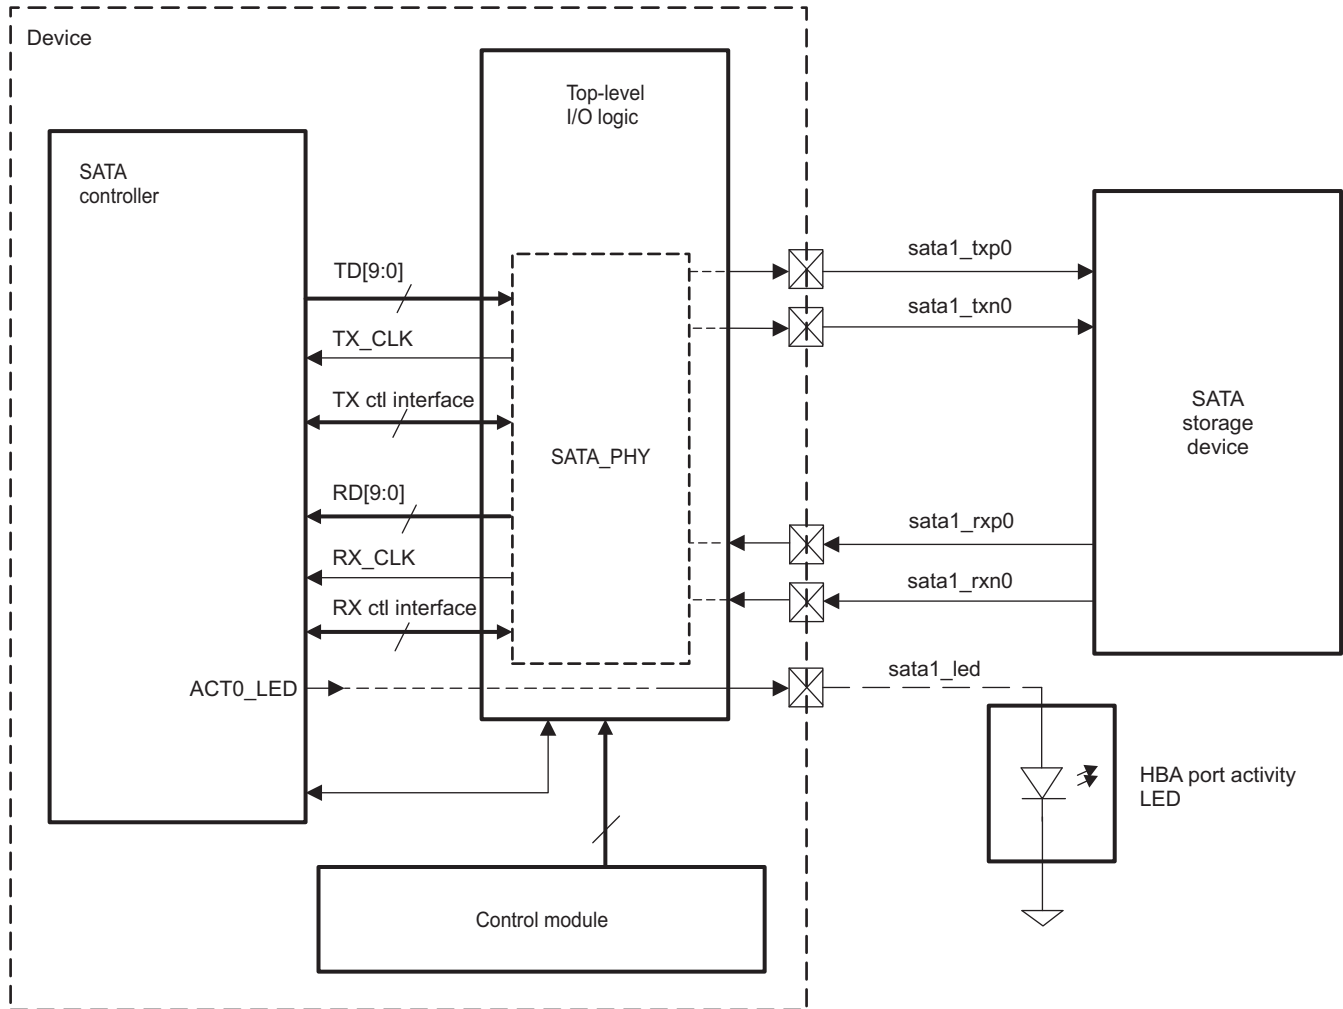 Device
Top-level
I/O logic
SATA
controller
TD[9:0]
TX_CLK
TX ctl interface
RD[9:0]
RX_CLK
RX ctl interface
ACT0_LED
SATA_PHY
sata1_txp0
sata1_txn0
sata1_rxp0
sata1_rxn0
sata1_led
SATA
storage
device
HBA port activity
LED
Control module